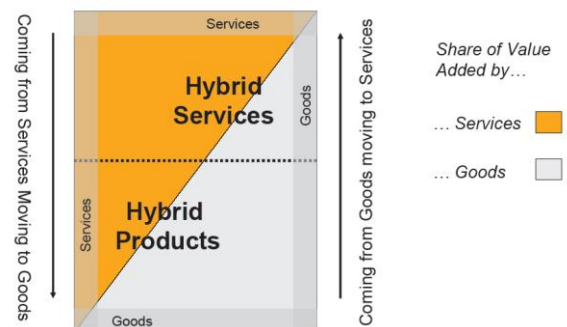 Coming from Services Moving to Goods
Services
Hybrid
Services
Goods
Services
Hybrid
Products
Goods
Coming from Goods moving to Services
Share of Value
Added by…
… Services
… Goods